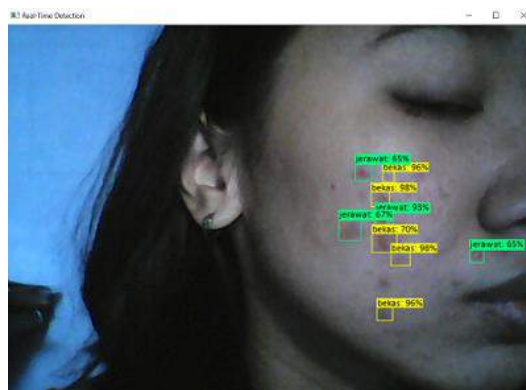 Real-Time Detection
jerawat: 65%
bekas: 96%
bekas: 98%
jerawat: 93%
jerawat: 67%
bekas: 70%
jerawat: 65%
bekas: 98%
bekas: 96%